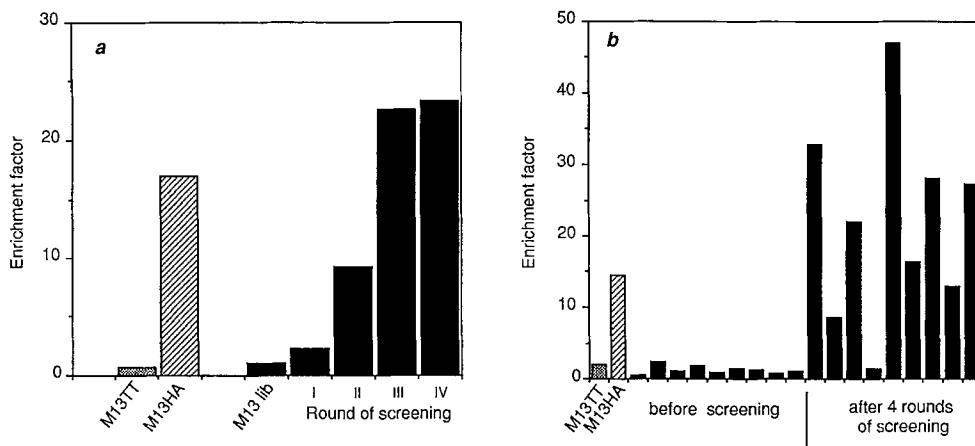 30
20
10
0
Enrichment factor
a
M13TT
M13HA
M13 lib
I
II
III
IV
Round of screening
50
40
30
20
10
0
Enrichment factor
b
M13TT
M13HA
before screening
after 4 rounds
of screening